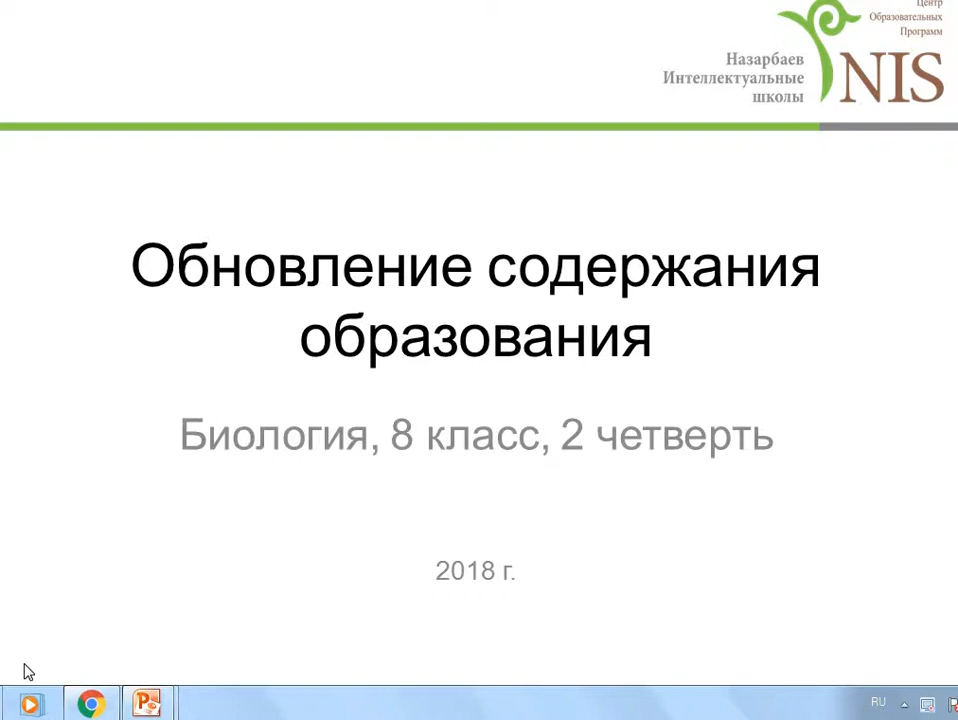 Центр
Образовательных
Программ
Назарбаев
Интеллектуальные
школы
NIS
Обновление содержания
образования
Биология, 8 класс, 2 четверть
2018 г.
RU